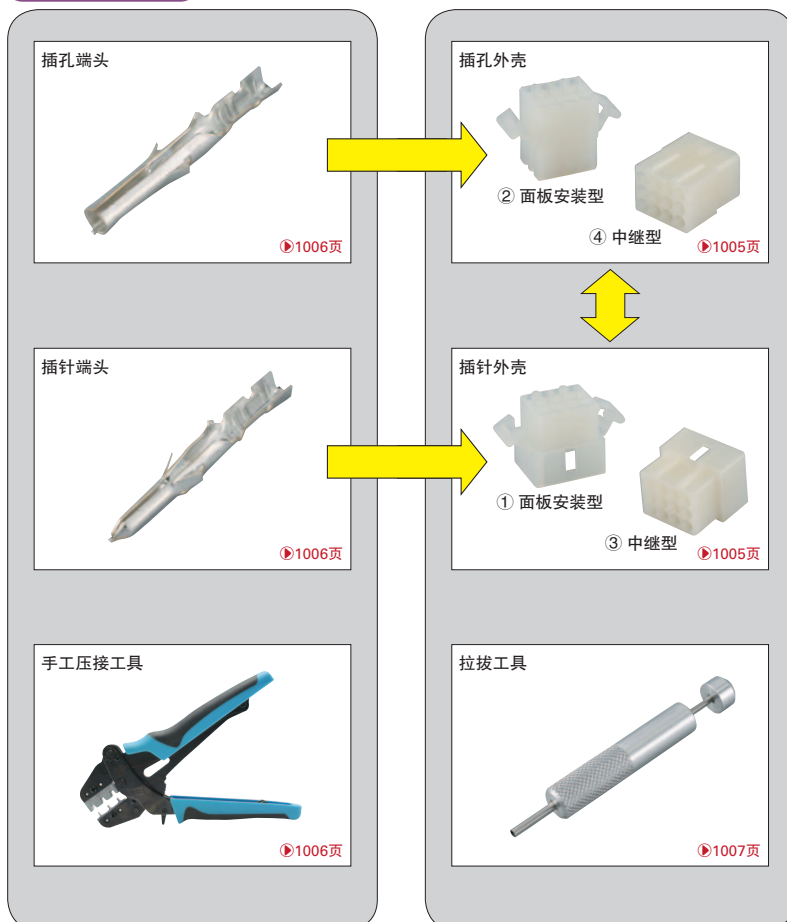 插孔端头
▶1006页
插孔外壳
② 面板安装型
④ 中继型
▶1005页
插针端头
▶1006页
插针外壳
① 面板安装型
③ 中继型
▶1005页
手工压接工具
▶1006页
拉拔工具
▶1007页